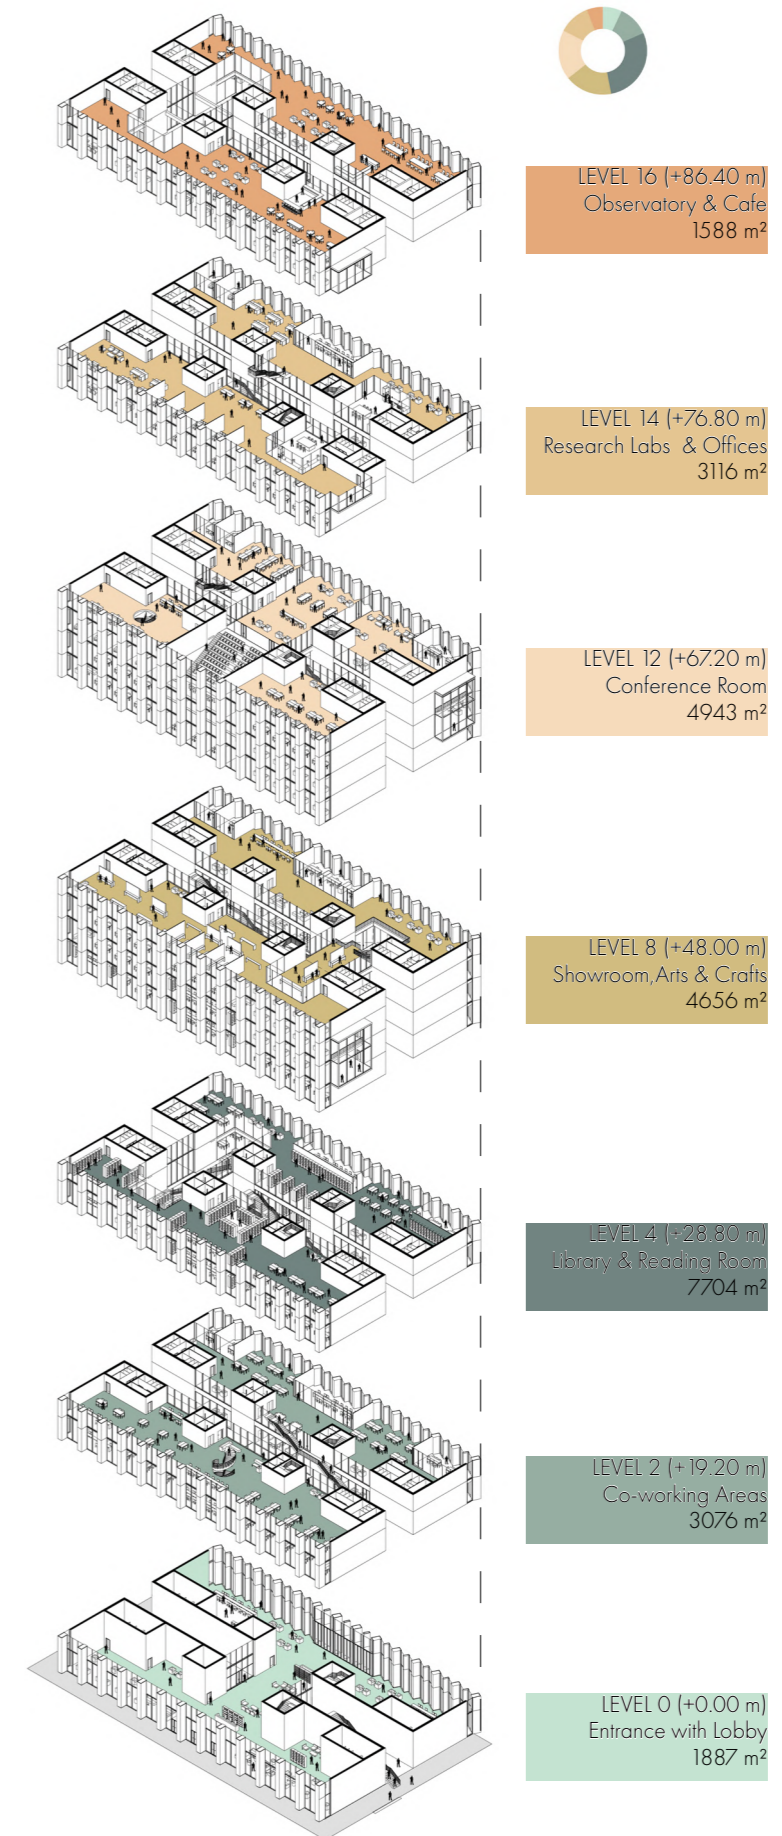 LEVEL 16 (+86.40 m)
Observatory & Cafe
1588 m²
LEVEL 14 (+76.80 m)
Research Labs & Offices
3116 m²
LEVEL 12 (+67.20 m)
Conference Room
4943 m²
LEVEL 8 (+48.00 m)
Showroom,Arts & Crafts
4656 m²
LEVEL 4 (+28.80 m)
Library & Reading Room
7704 m²
LEVEL 2 (+19.20 m)
Co-working Areas
3076 m²
LEVEL 0 (+0.00 m)
Entrance with Lobby
1887 m²